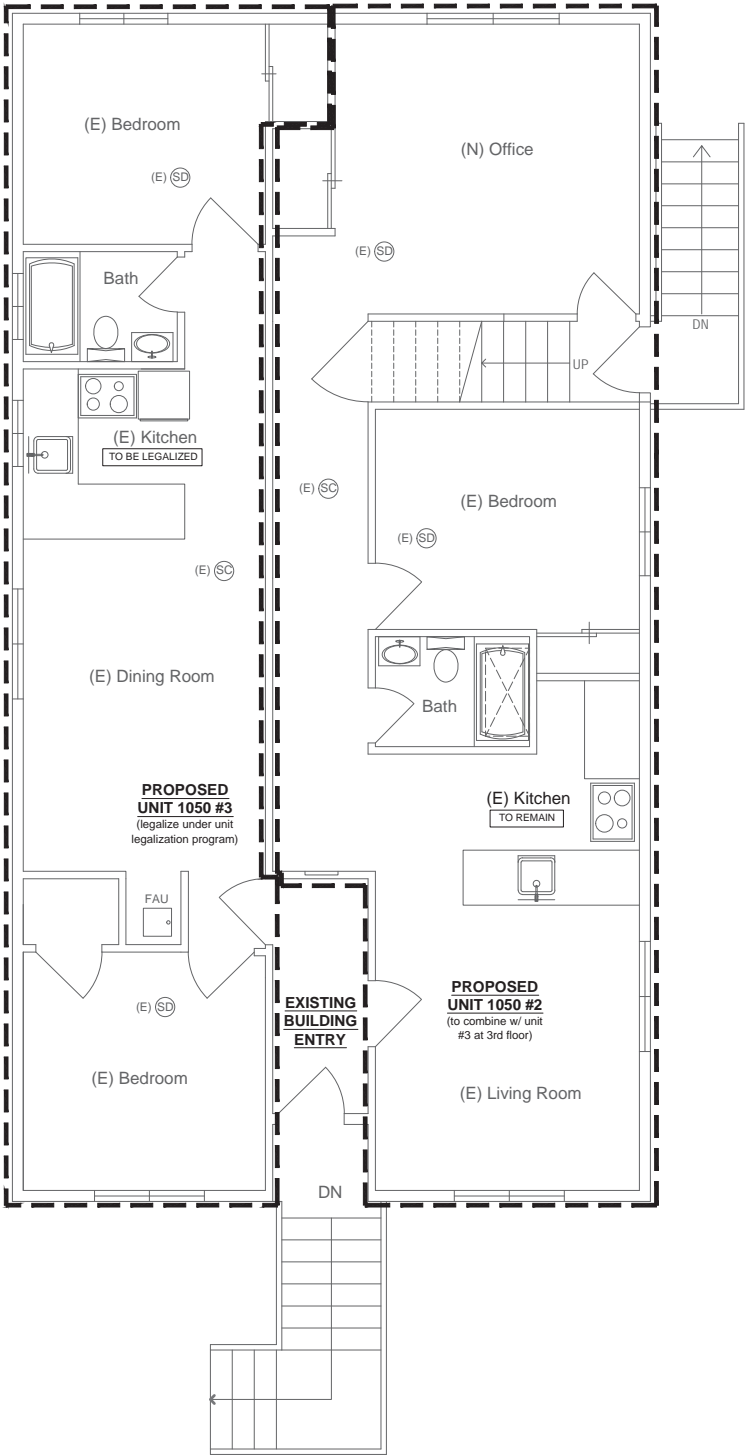 (E) Bedroom
(E) SD
(N) Office
(E) SD
DN
Bath
UP
(E) Kitchen
TO BE LEGALIZED
(E) SC
(E) SC
(E) Bedroom
(E) SD
(E) Dining Room
Bath
PROPOSED
UNIT 1050 #3
(legalize under unit
legalization program)
(E) Kitchen
TO REMAIN
FAU
(E) SD
(E) Bedroom
EXISTING
BUILDING
ENTRY
PROPOSED
UNIT 1050 #2
(to combine w/ unit
#3 at 3rd floor)
(E) Living Room
DN